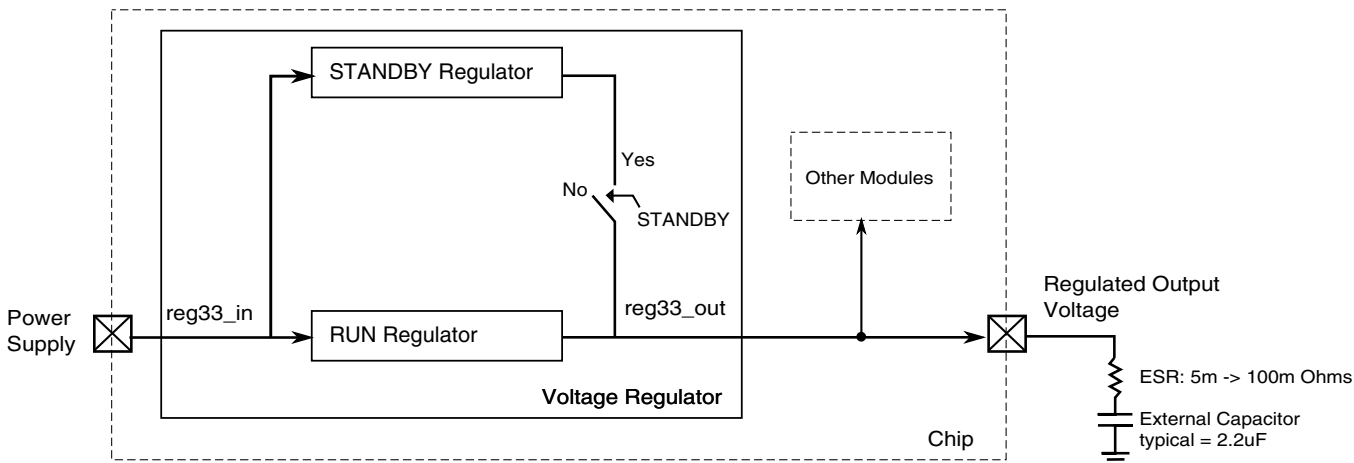 STANDBY Regulator
Yes
No
STANDBY
Other Modules
Power
Supply
reg33_in
RUN Regulator
reg33_out
Regulated Output
Voltage
ESR: 5m -> 100m Ohms
Voltage Regulator
External Capacitor
typical = 2.2uF
Chip